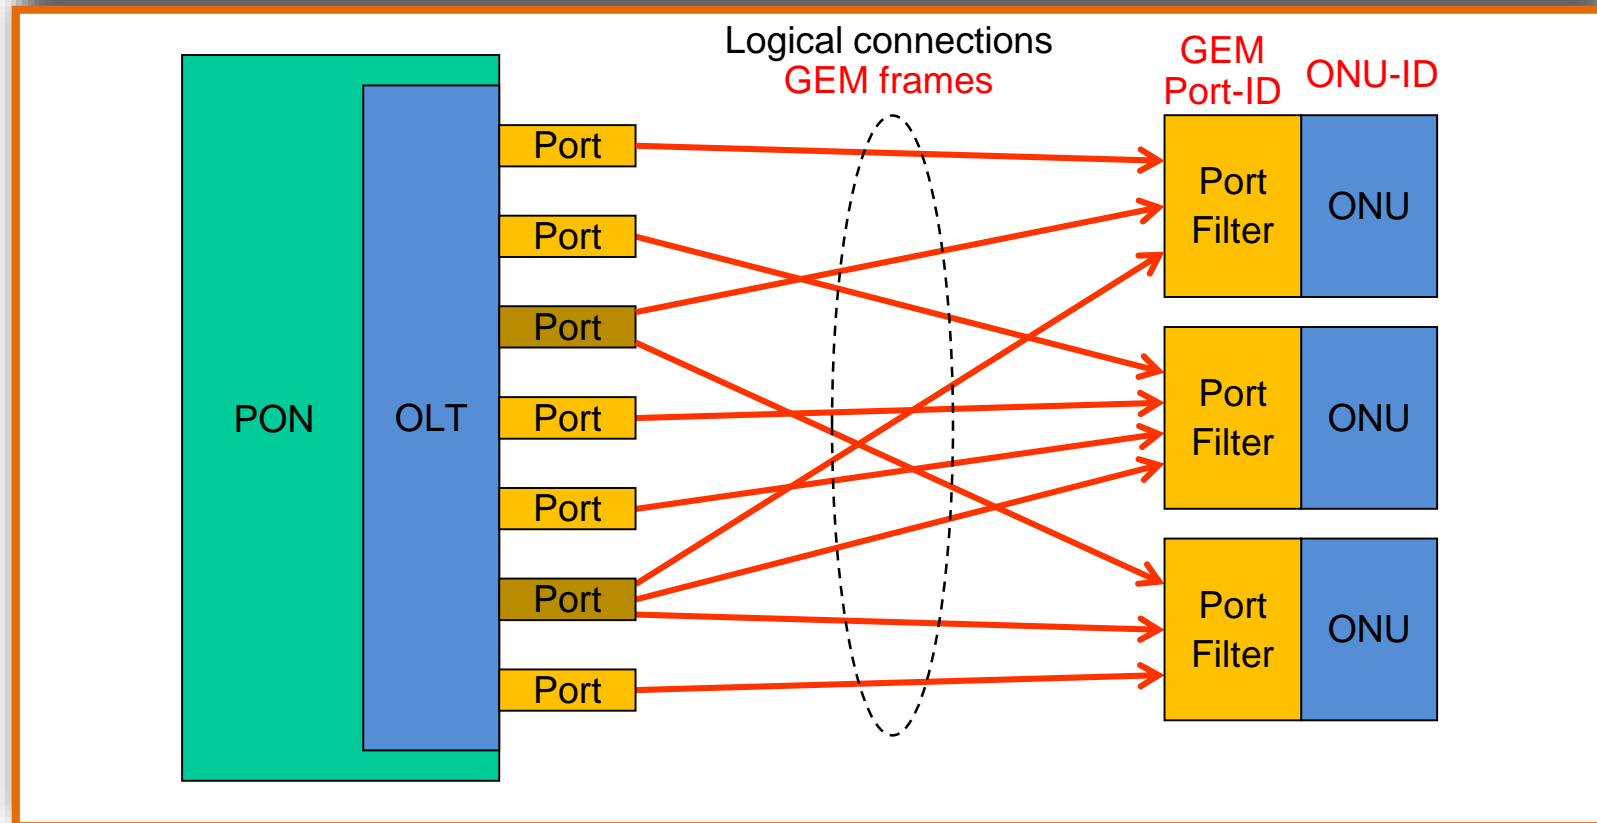 Logical connections
GEM frames
GEM
Port-ID
ONU-ID
PON
OLT
Port
Port
Port
Port
Port
Port
Port
Port
Filter
ONU
Port
Filter
ONU
Port
Filter
ONU